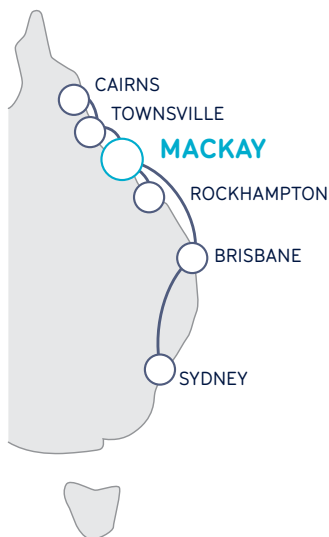 CAIRNS
TOWNSVILLE
MACKAY
ROCKHAMPTON
BRISBANE
SYDNEY